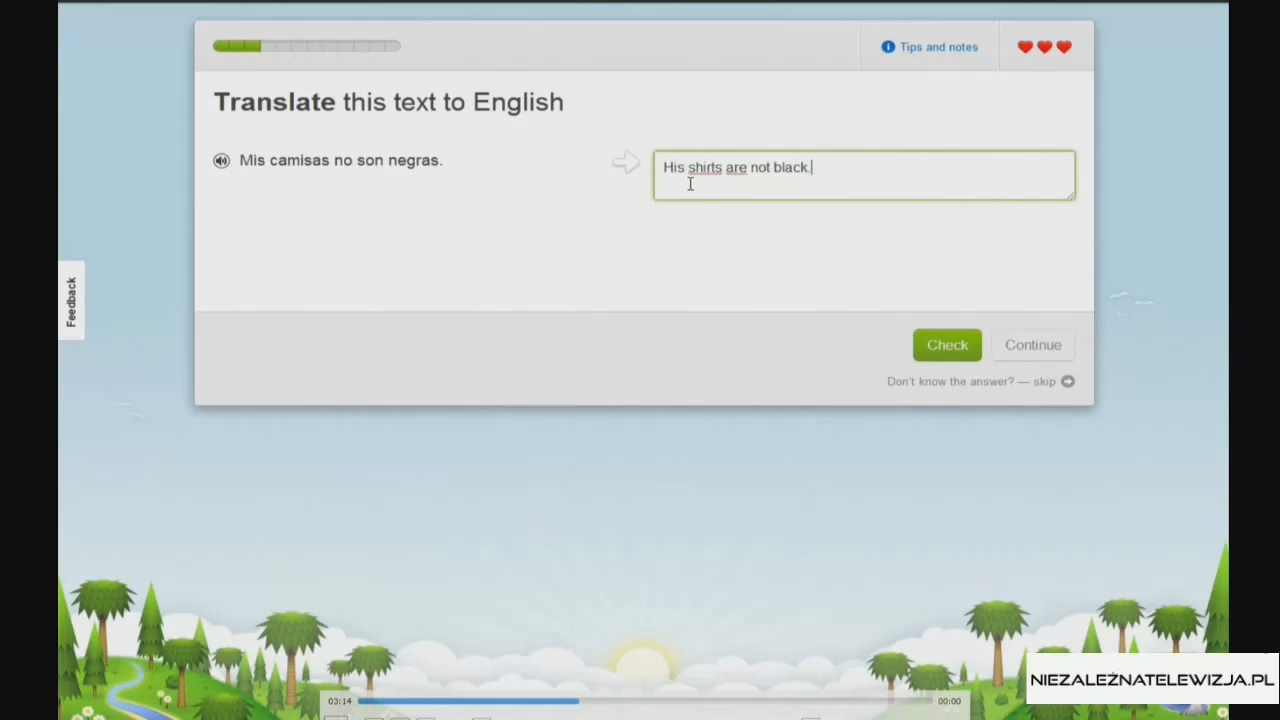 Tips and notes
Translate this text to English
Mis camisas no son negras.
His shirts are not black.
Feedback
Check
Continue
Don't know the answer? — skip
NIEZALEŻNATELEWIZJA.PL
03:14
00:00